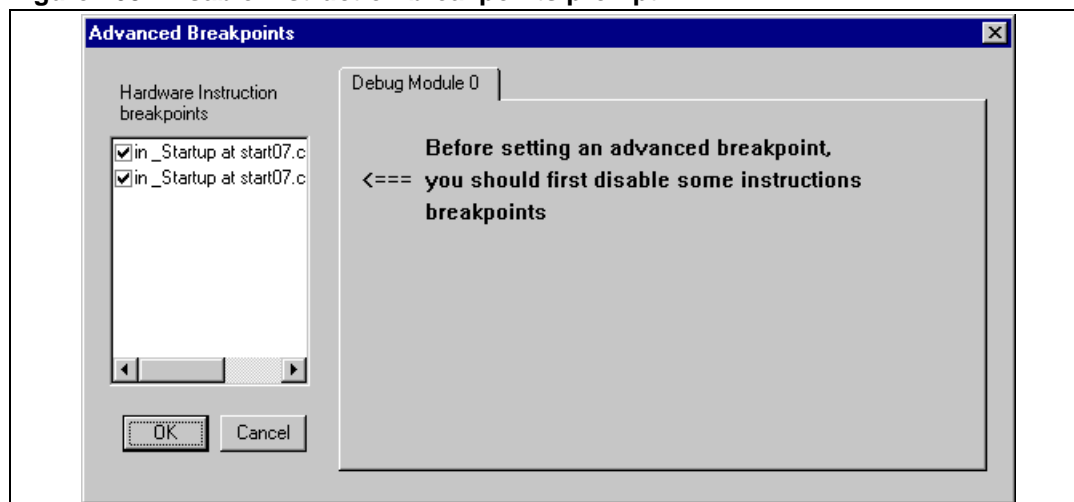 Advanced Breakpoints
Hardware Instruction
breakpoints
in _Startup at start07.c
in _Startup at start07.c
OK
Cancel
Debug Module 0
Before setting an advanced breakpoint,
<=== you should first disable some instructions
breakpoints